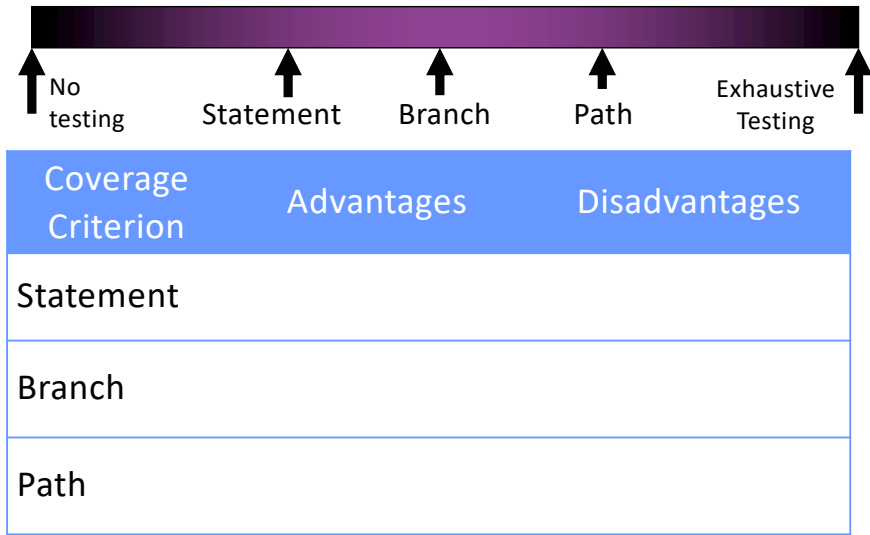 No
testing
Statement
Branch
Path
Exhaustive
Testing
Coverage
Criterion
Advantages
Disadvantages
Statement
Branch
Path